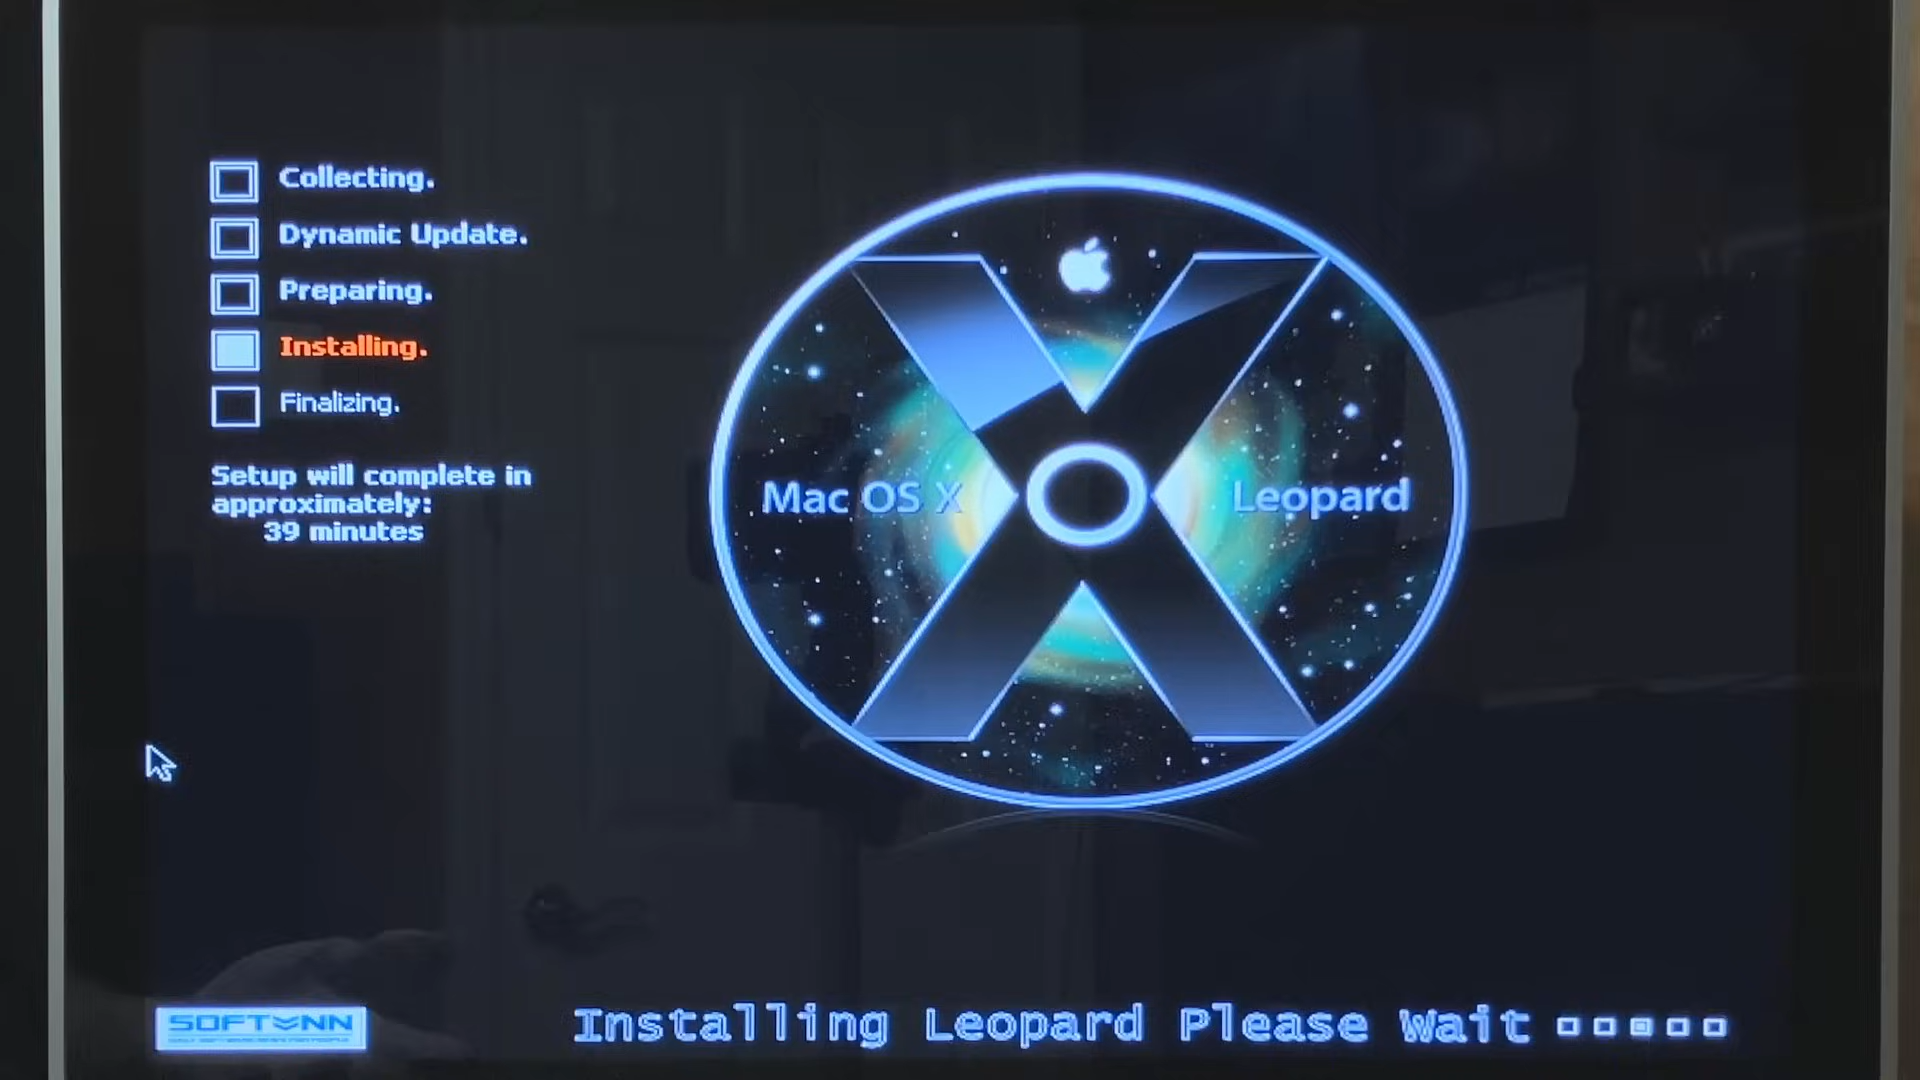 Collecting.
Dynamic Update.
Preparing.
Installing.
Finalizing.
Setup will complete in
approximately:
39 minutes
Mac OS X
Leopard
SOFTVNN
Installing Leopard Please Wait